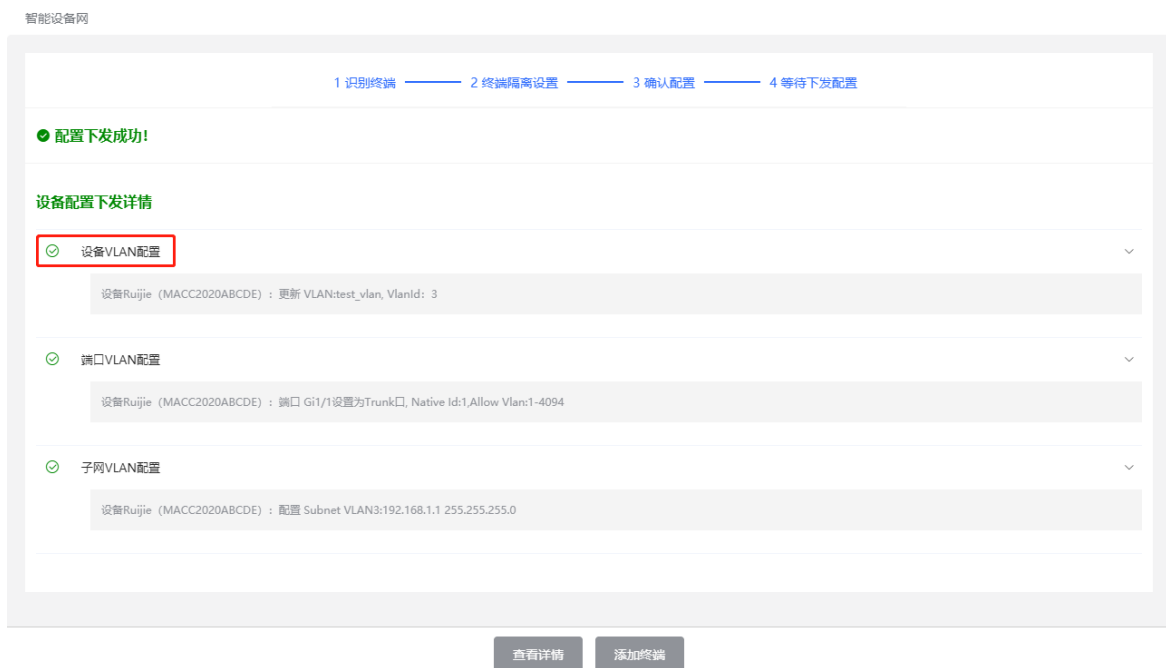 智能设备网
1 识别终端 2 终端隔离设置 3 确认配置 4 等待下发配置
配置下发成功!
设备配置下发详情
设备VLAN配置
设备Ruijie（MACC2020ABCDE）: 更新 VLAN:test_vlan, VlanId: 3
端口VLAN配置
设备Ruijie（MACC2020ABCDE）: 端口 Gi1/1设置为Trunk口, Native Id:1,Allow Vlan:1-4094
子网VLAN配置
设备Ruijie（MACC2020ABCDE）: 配置 Subnet VLAN3:192.168.1.1 255.255.255.0
查看详情 添加终端